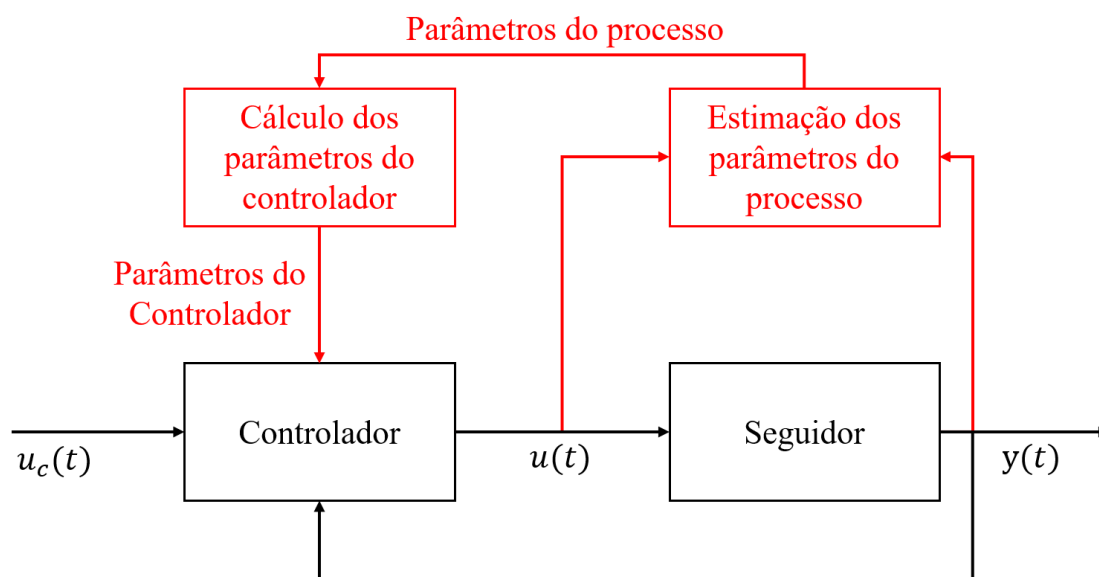 Parâmetros do processo
Cálculo dos
parâmetros do
controlador
Estimação dos
parâmetros do
processo
Parâmetros do
Controlador
Controlador
Seguidor
u_c(t)
u(t)
y(t)